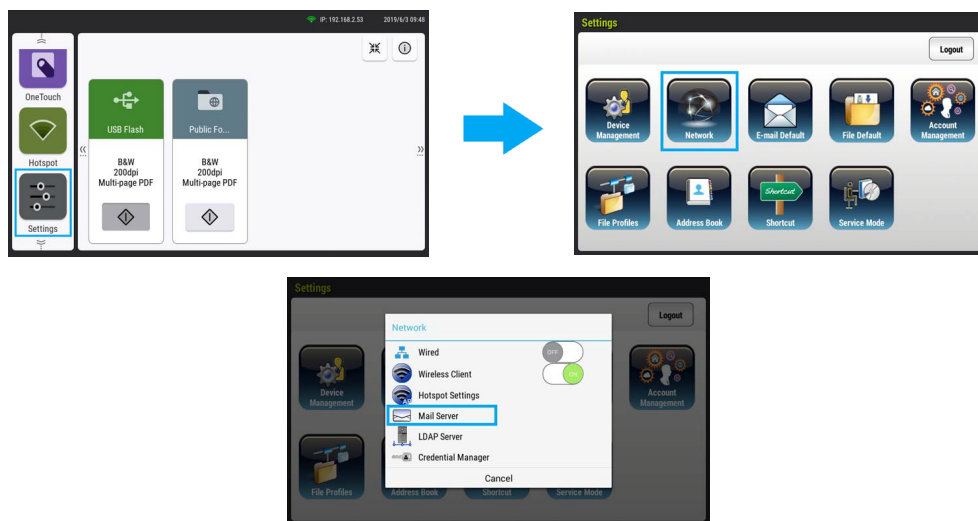 IP: 192.168.2.53 2019/6/3 09:48
OneTouch
Hotspot
Settings
USB Flash
B&W
200dpi
Multi-page PDF
Public Fo...
B&W
200dpi
Multi-page PDF
Settings
Logout
Device
Management
Network
E-mail Default
File Default
Account
Management
File Profiles
Address Book
Shortcut
Shortcut
Service Mode
Settings
Logout
Network
Wired OFF
Wireless Client ON
Hotspot Settings
Mail Server
LDAP Server
Credential Manager
Cancel
Device
Management
Account
Management
File Profiles
Address Book
Shortcut
Service Mode